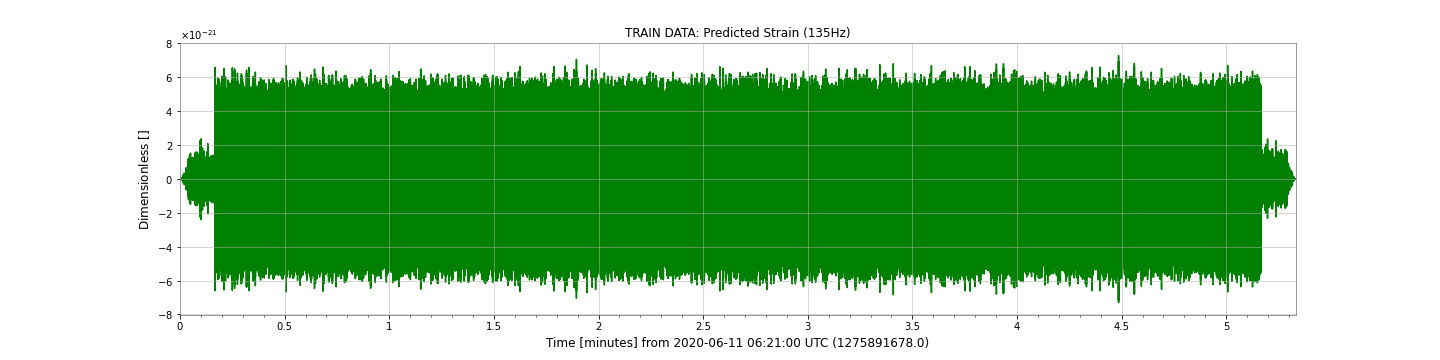 TRAIN DATA: Predicted Strain (135Hz)
×10⁻²¹
8
6
4
2
0
−2
−4
−6
−8
Dimensionless []
0 0.5 1 1.5 2 2.5 3 3.5 4 4.5 5
Time [minutes] from 2020-06-11 06:21:00 UTC (1275891678.0)